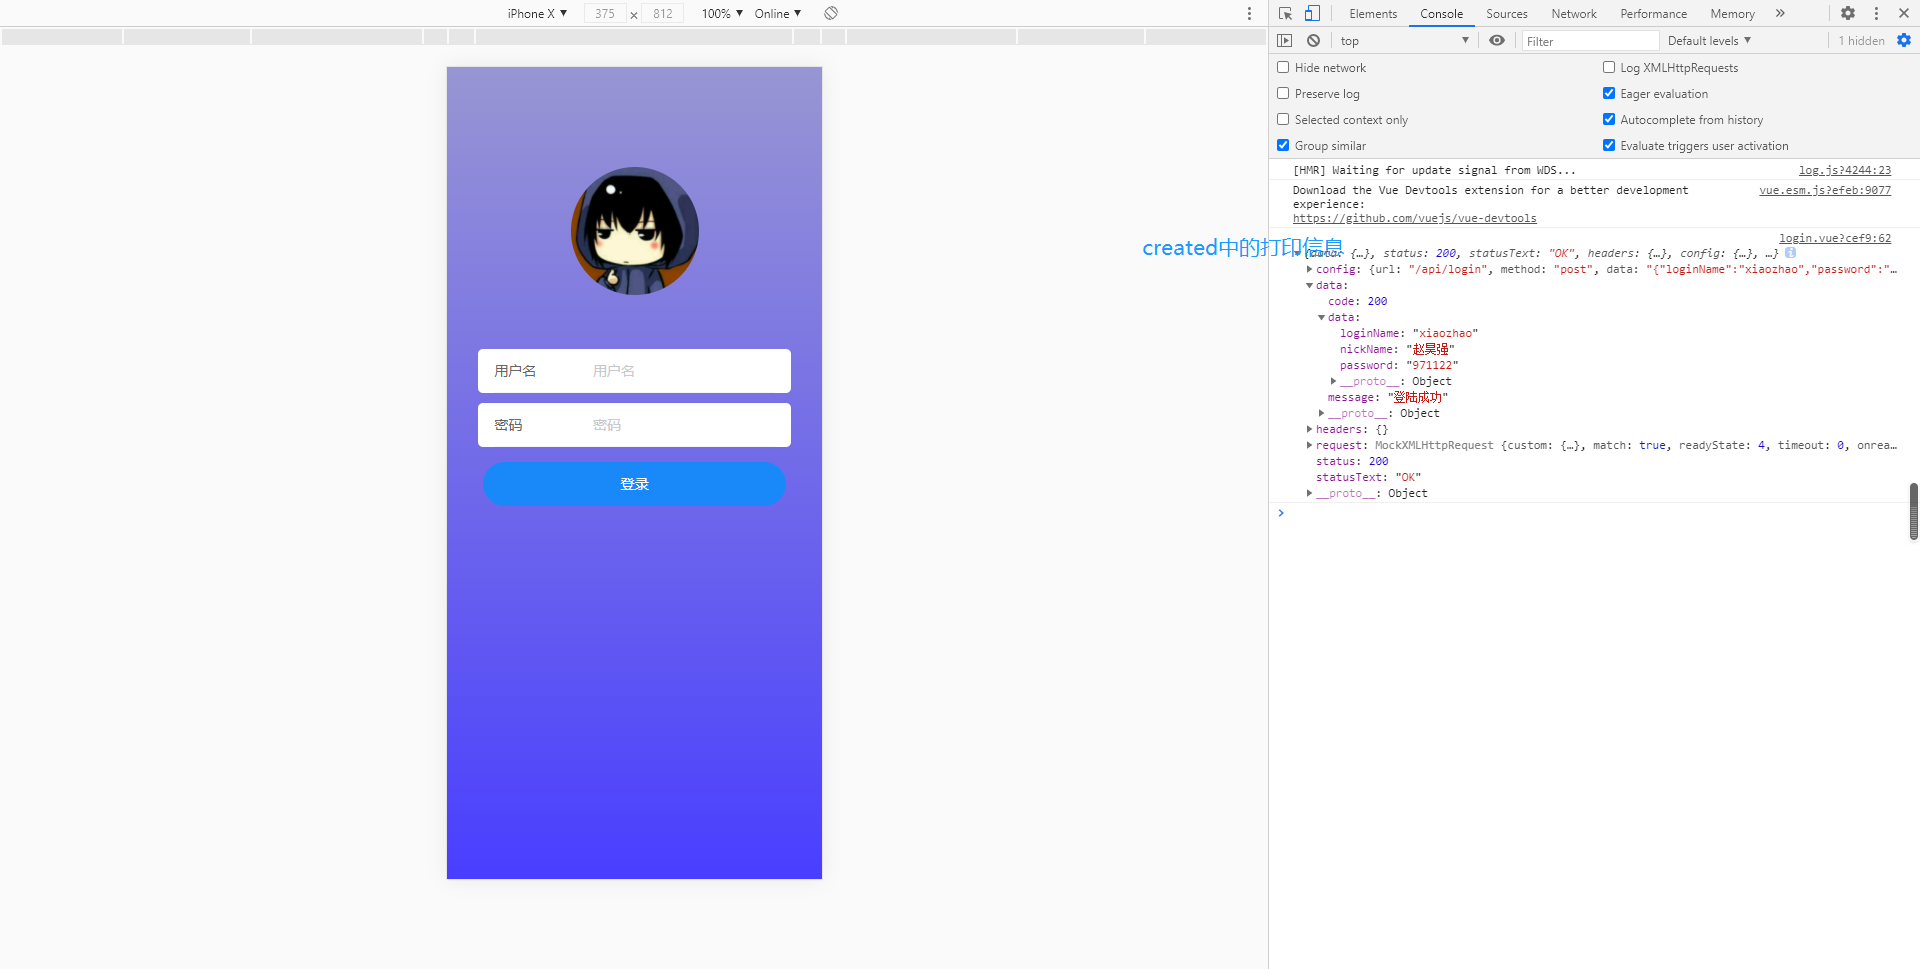 iPhone X ▼ 375 × 812 100% ▼ Online ▼
Elements Console Sources Network Performance Memory »
top ▼ Filter Default levels ▼ 1 hidden
Hide network Log XMLHttpRequests
Preserve log Eager evaluation
Selected context only Autocomplete from history
Group similar Evaluate triggers user activation
[HMR] Waiting for update signal from WDS... log.js?4244:23
Download the Vue Devtools extension for a better development vue.esm.js?efeb:9077
experience:
https://github.com/vuejs/vue-devtools
login.vue?cef9:62
created中的打印信息
▼{data: {…}, status: 200, statusText: "OK", headers: {…}, config: {…}, …} i
▶config: {url: "/api/login", method: "post", data: "{"loginName":"xiaozhao","password":"…
▼data:
code: 200
▼data:
loginName: "xiaozhao"
nickName: "赵昊强"
password: "971122"
▶__proto__: Object
message: "登陆成功"
▶__proto__: Object
▶headers: {}
▶request: MockXMLHttpRequest {custom: {…}, match: true, readyState: 4, timeout: 0, onrea…
status: 200
statusText: "OK"
▶__proto__: Object
用户名 用户名
密码 密码
登录